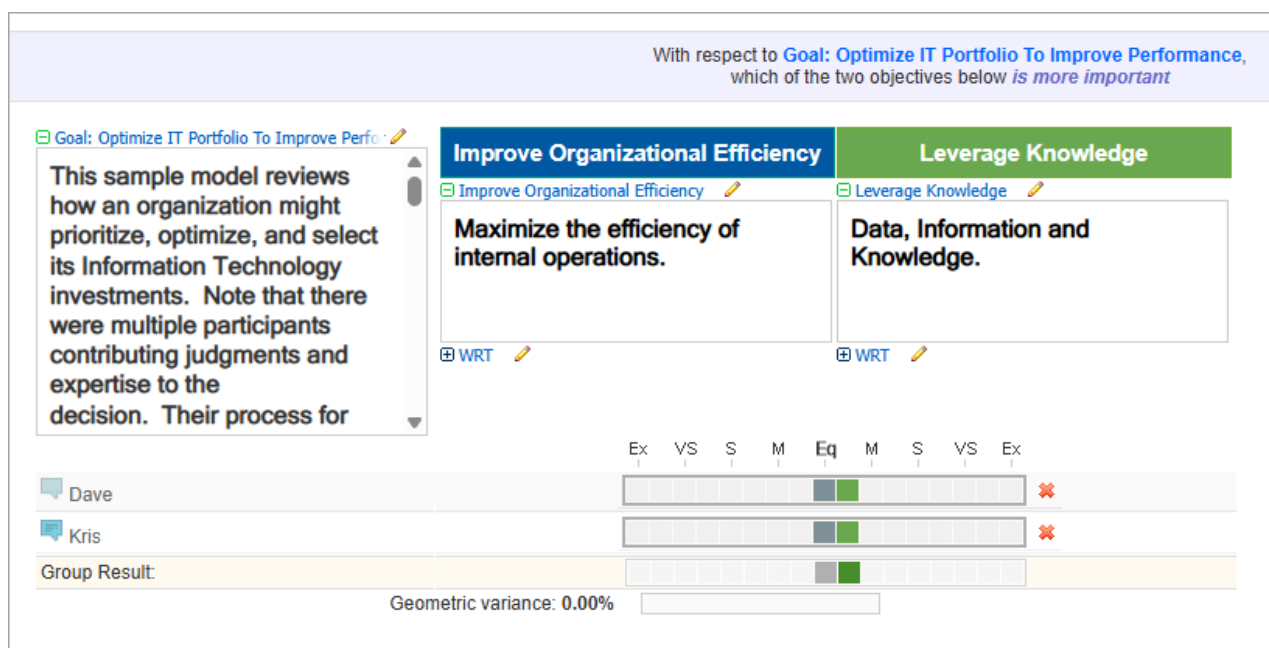 With respect to Goal: Optimize IT Portfolio To Improve Performance,
which of the two objectives below is more important
Goal: Optimize IT Portfolio To Improve Perfo
This sample model reviews
how an organization might
prioritize, optimize, and select
its Information Technology
investments.  Note that there
were multiple participants
contributing judgments and
expertise to the
decision.  Their process for
Improve Organizational Efficiency
Improve Organizational Efficiency
Maximize the efficiency of
internal operations.
WRT
Leverage Knowledge
Leverage Knowledge
Data, Information and
Knowledge.
WRT
Ex VS S M Eq M S VS Ex
Dave
Kris
Group Result:
Geometric variance: 0.00%